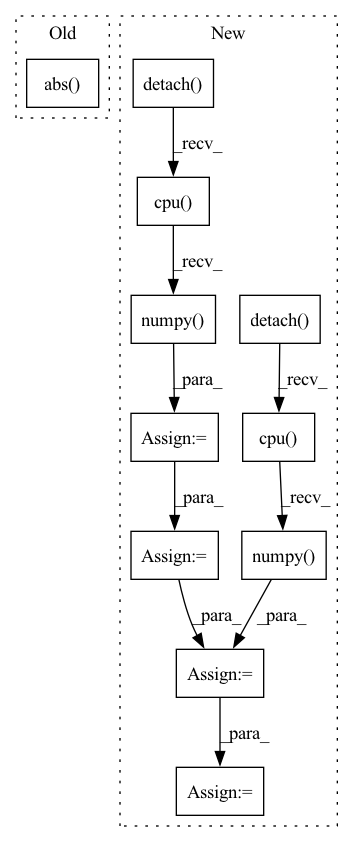 Old
New
abs()
detach()
_recv_
cpu()
_recv_
numpy()
detach()
_para_
_recv_
Assign:=
cpu()
_para_
_recv_
Assign:=
numpy()
_para_
_para_
Assign:=
_para_
Assign:=